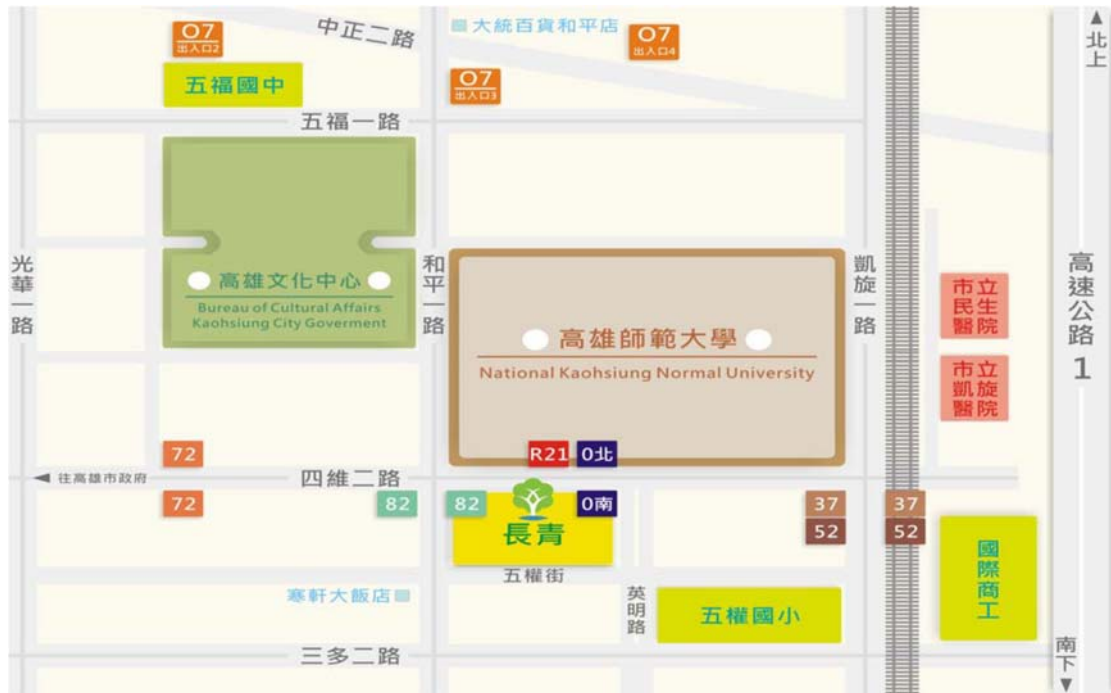 O7
出入口2
中正二路
大統百貨和平店
O7
出入口4
北上
五福國中
O7
出入口3
五福一路
光華一路
高雄文化中心
Bureau of Cultural Affairs
Kaohsiung City Goverment
和平一路
高雄師範大學
National Kaohsiung Normal University
凱旋一路
市立民生醫院
市立凱旋醫院
高速公路1
72
R21
0北
往高雄市政府
四維二路
72
82
82
0南
37
37
長青
52
52
國際商工
五權街
寒軒大飯店
英明路
五權國小
三多二路
南下